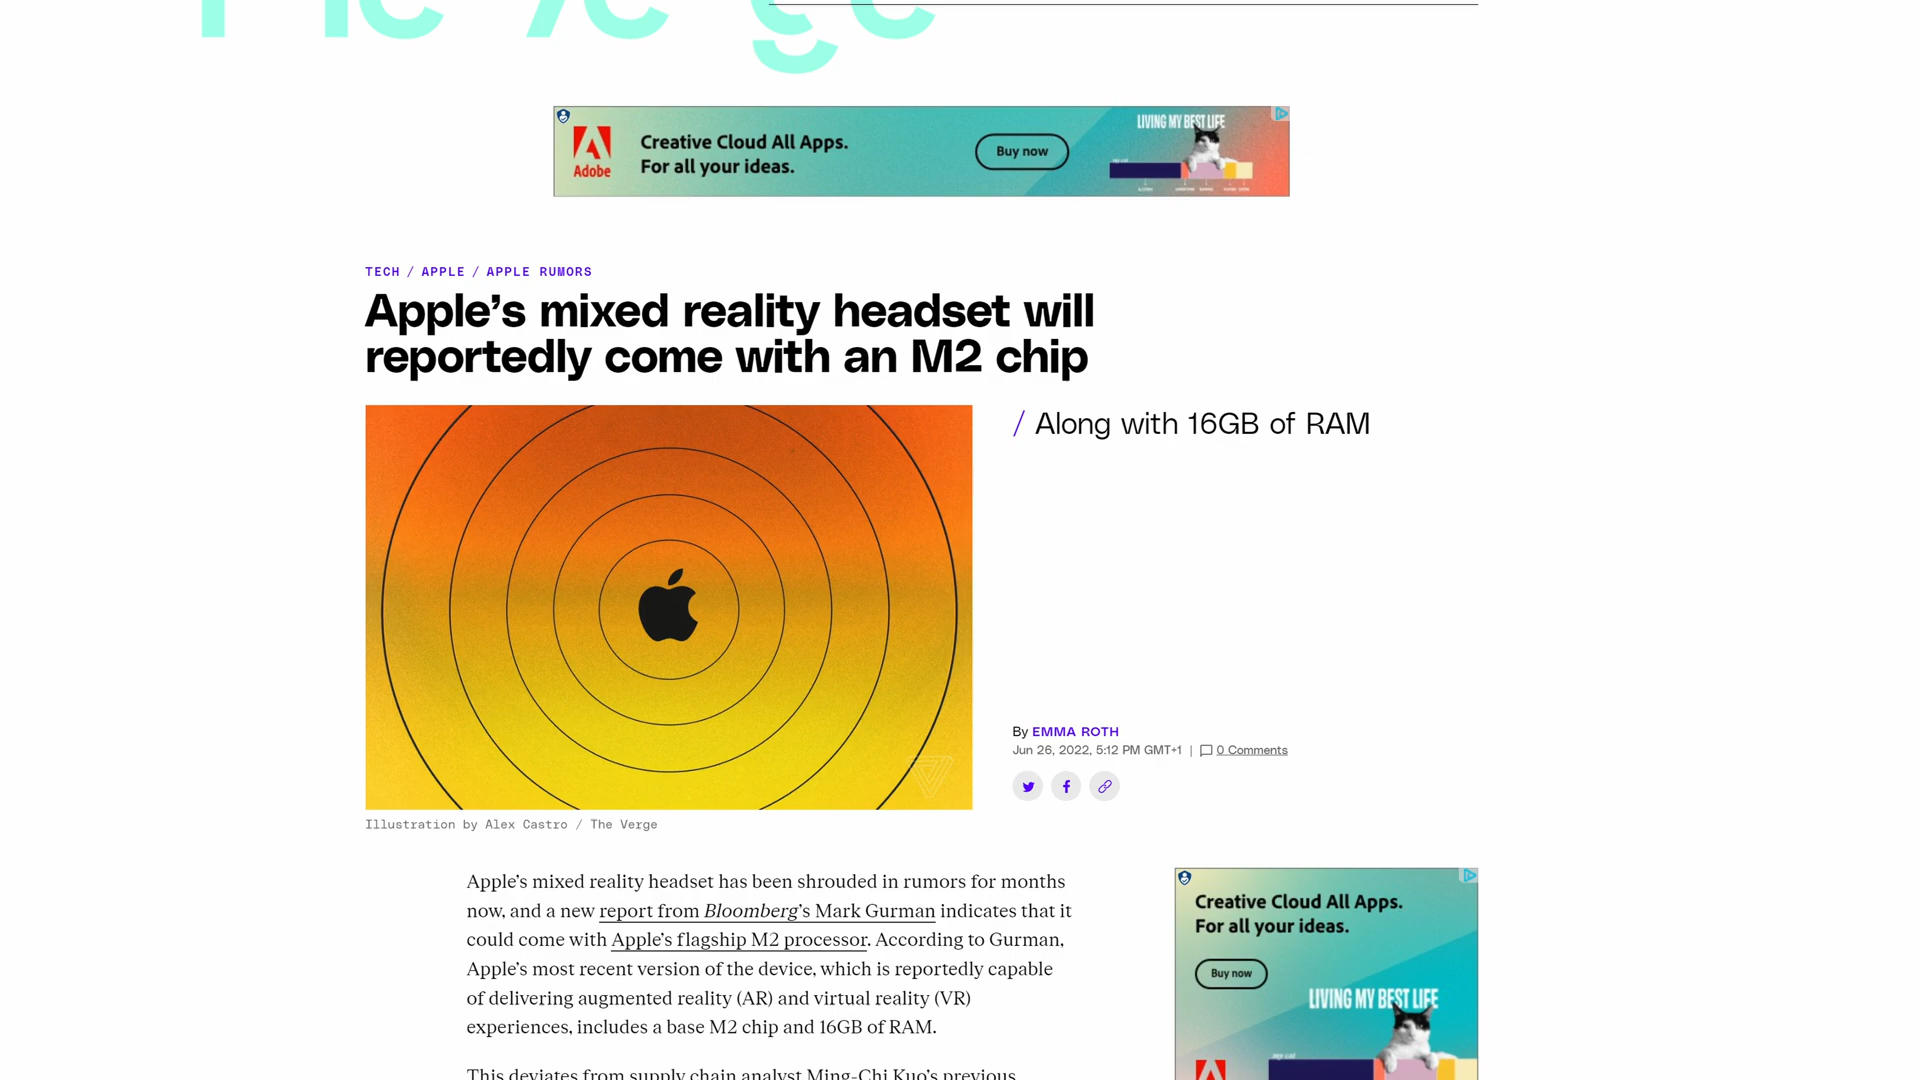 The Verge
Adobe
Creative Cloud All Apps.
For all your ideas.
Buy now
LIVING MY BEST LIFE
my cat
TECH / APPLE / APPLE RUMORS
Apple’s mixed reality headset will
reportedly come with an M2 chip
/ Along with 16GB of RAM
By EMMA ROTH
Jun 26, 2022, 5:12 PM GMT+1 | 0 Comments
Illustration by Alex Castro / The Verge
Apple’s mixed reality headset has been shrouded in rumors for months
now, and a new report from Bloomberg’s Mark Gurman indicates that it
could come with Apple’s flagship M2 processor. According to Gurman,
Apple’s most recent version of the device, which is reportedly capable
of delivering augmented reality (AR) and virtual reality (VR)
experiences, includes a base M2 chip and 16GB of RAM.
This deviates from supply chain analyst Ming-Chi Kuo’s previous
Creative Cloud All Apps.
For all your ideas.
Buy now
LIVING MY BEST LIFE
my cat